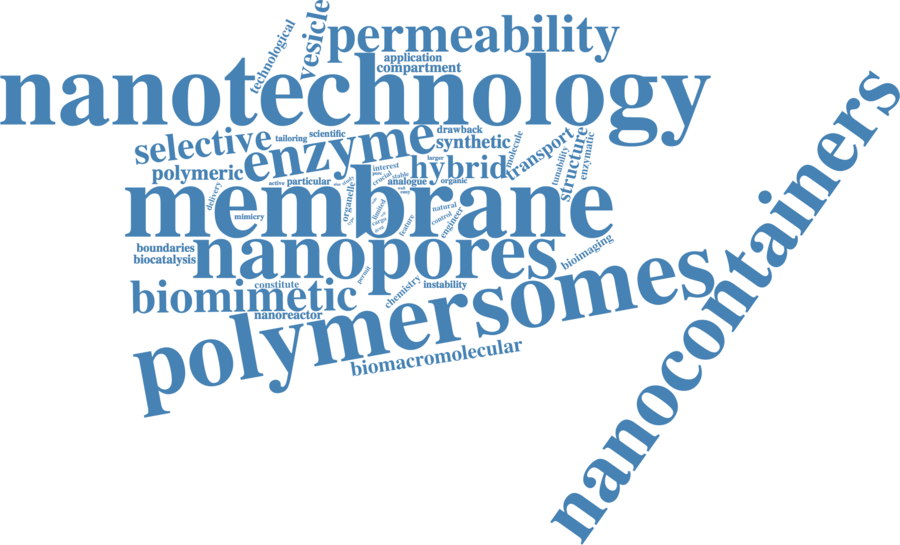 technological
vesicle
permeability
application
compartment
nanotechnology
selective
tailoring
scientific
enzyme
drawback
synthetic
molecule
transport
structure
enzymatic
tunability
polymeric
active
particular
larger
hybrid
interest
crucial
stable
analogue
organic
study
delivery
mimicry
organelle
membrane
limited
cargo
feature
natural
control
engineer
boundaries
biocatalysis
nanopores
bioimaging
permit
biomimetic
constitute
nanoreactor
chemistry
instability
polymersomes
biomacromolecular
nanocontainers